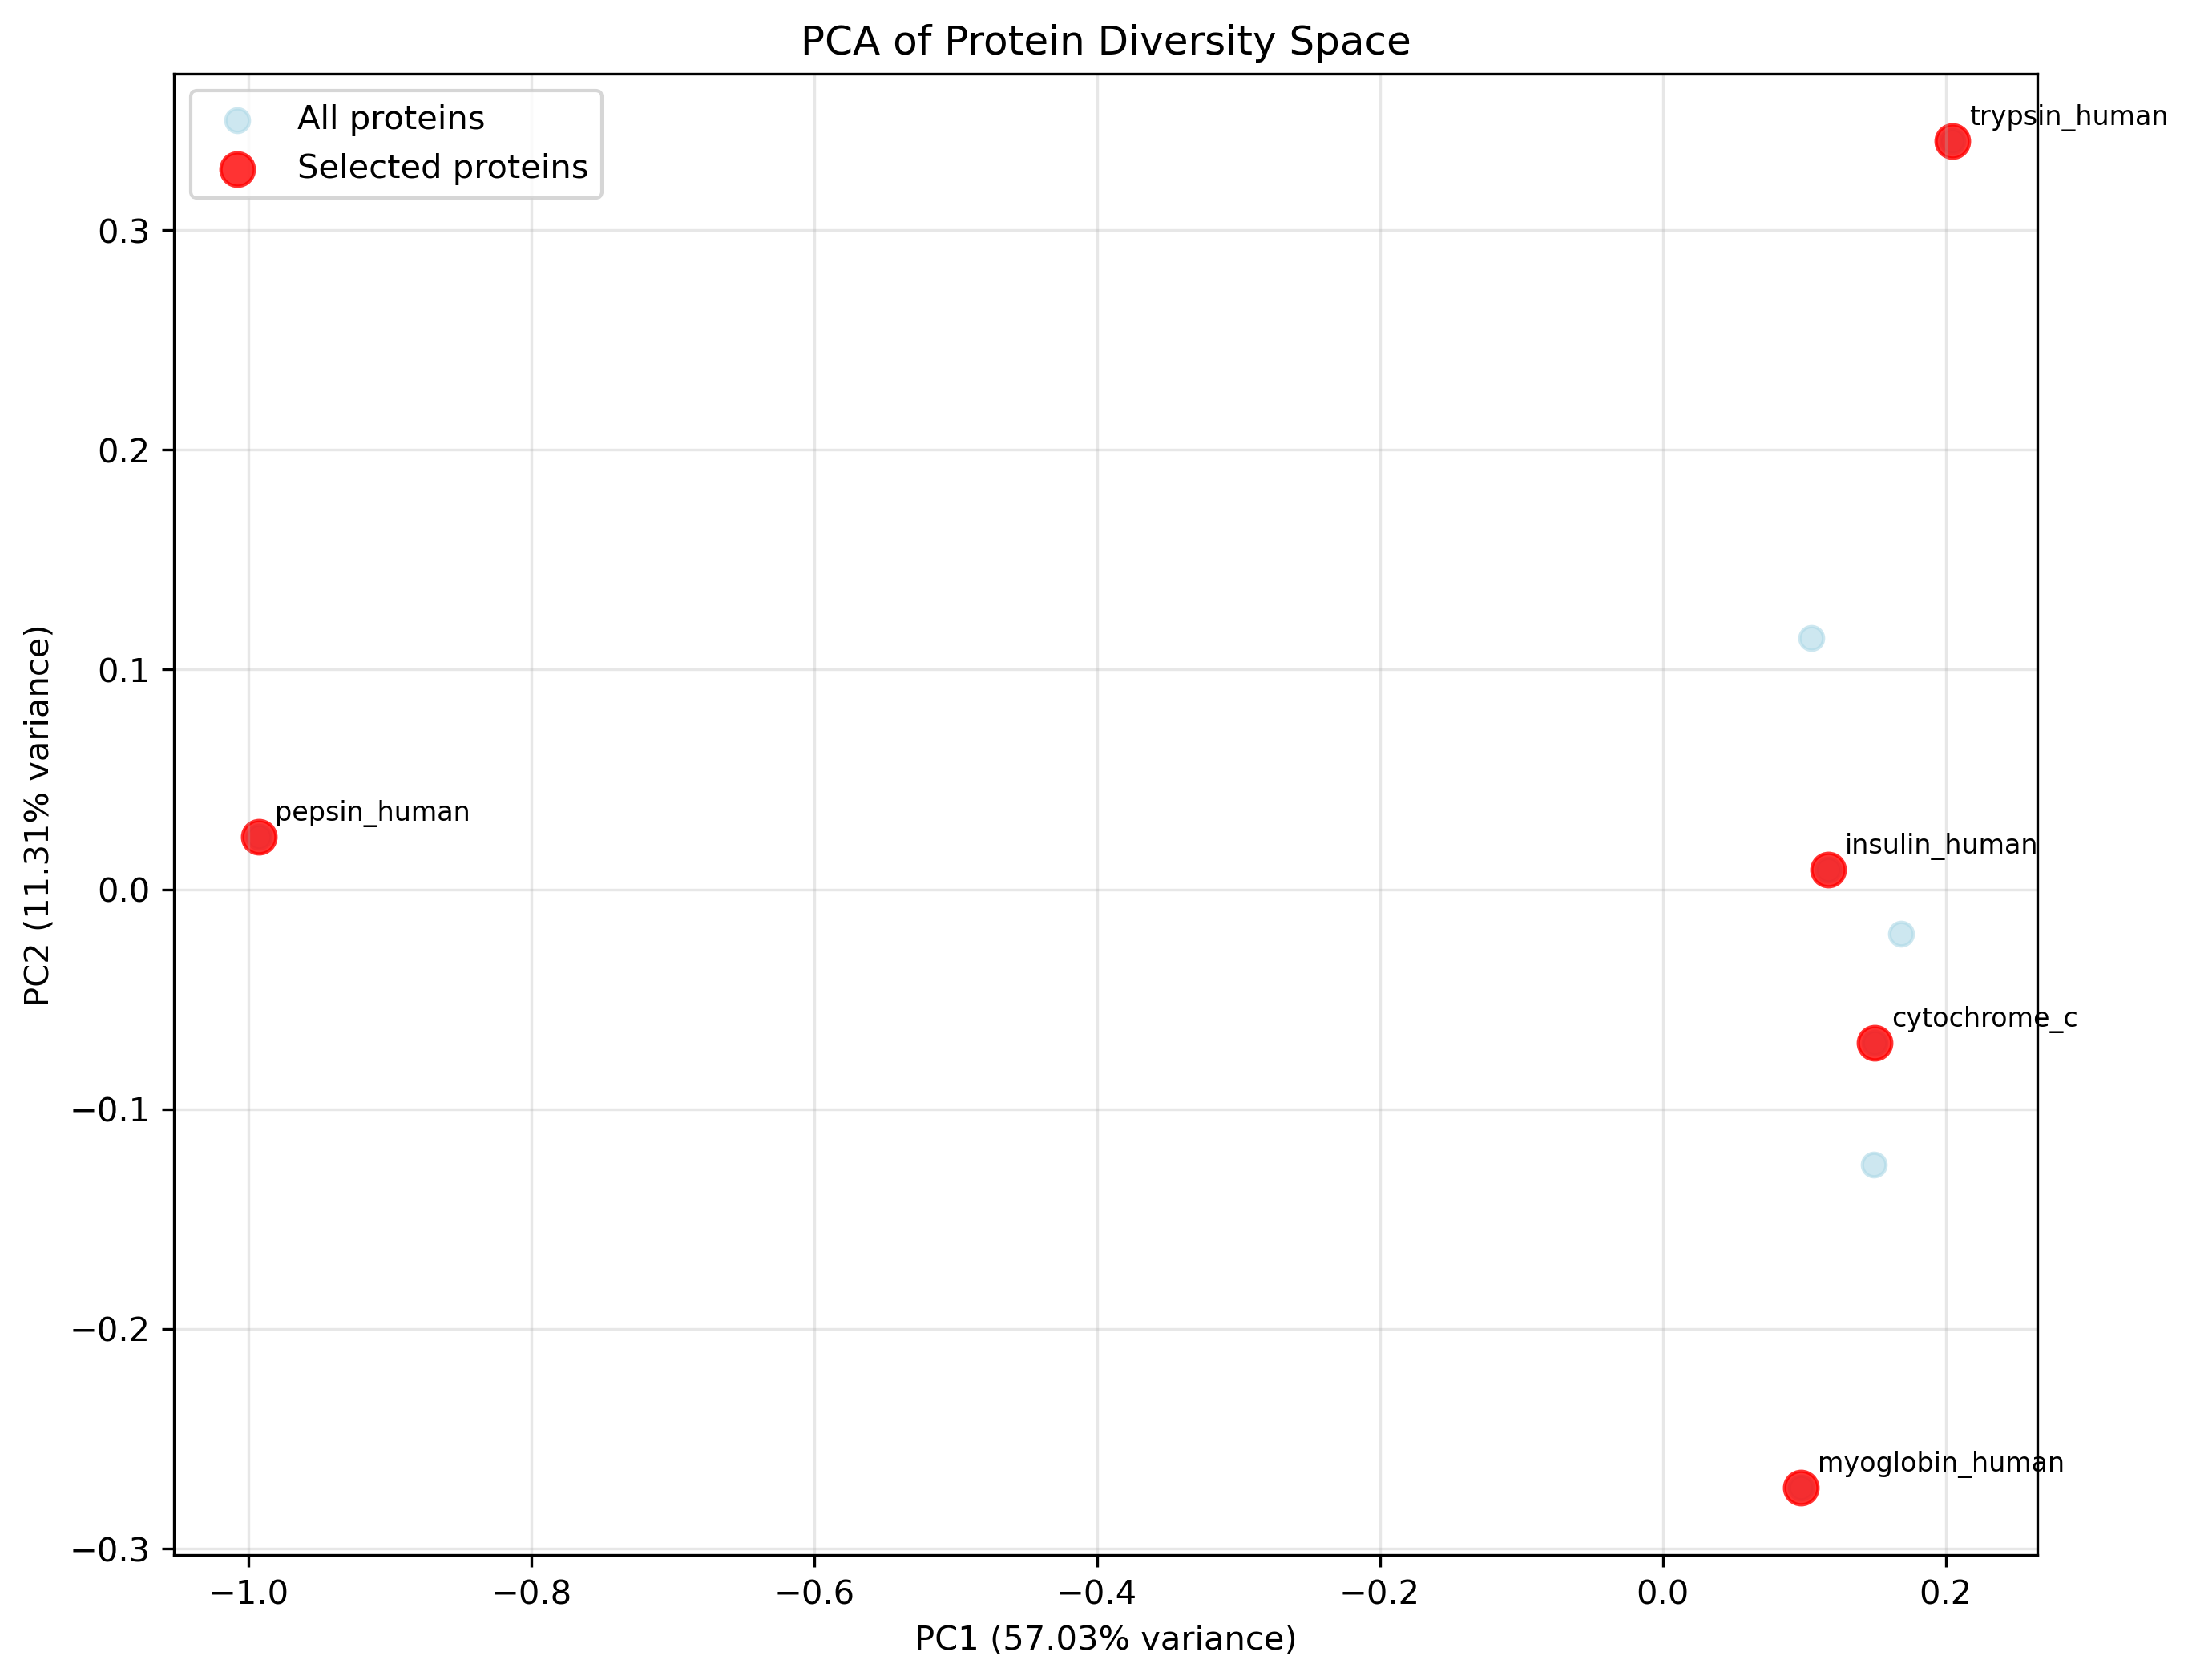 PCA of Protein Diversity Space
All proteins
Selected proteins
trypsin_human
pepsin_human
insulin_human
cytochrome_c
myoglobin_human
PC2 (11.31% variance)
0.3
0.2
0.1
0.0
−0.1
−0.2
−0.3
−1.0 −0.8 −0.6 −0.4 −0.2 0.0 0.2
PC1 (57.03% variance)